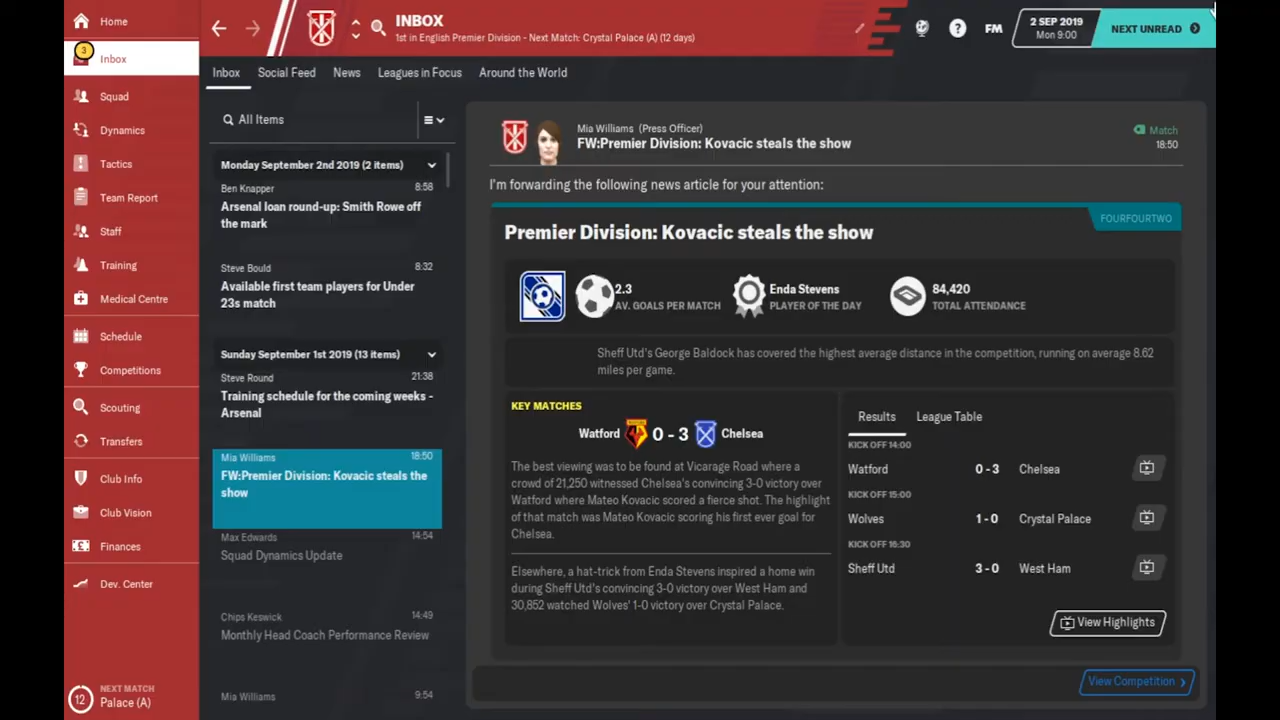 Home
3
Inbox
Squad
Dynamics
Tactics
Team Report
Staff
Training
Medical Centre
Schedule
Competitions
Scouting
Transfers
Club Info
Club Vision
Finances
Dev. Center
12
NEXT MATCH
Palace (A)
INBOX
1st in English Premier Division - Next Match: Crystal Palace (A) (12 days)
FM
2 SEP 2019
Mon 9:00
NEXT UNREAD
Inbox Social Feed News Leagues in Focus Around the World
All Items
Monday September 2nd 2019 (2 items)
Ben Knapper 8:58
Arsenal loan round-up: Smith Rowe off
the mark
Steve Bould 8:32
Available first team players for Under
23s match
Sunday September 1st 2019 (13 items)
Steve Round 21:38
Training schedule for the coming weeks -
Arsenal
Mia Williams 18:50
FW:Premier Division: Kovacic steals the
show
Max Edwards 14:54
Squad Dynamics Update
Chips Keswick 14:49
Monthly Head Coach Performance Review
Mia Williams 9:54
Mia Williams (Press Officer)
FW:Premier Division: Kovacic steals the show
Match
18:50
I'm forwarding the following news article for your attention:
FOURFOURTWO
Premier Division: Kovacic steals the show
2.3
AV. GOALS PER MATCH
Enda Stevens
PLAYER OF THE DAY
84,420
TOTAL ATTENDANCE
Sheff Utd's George Baldock has covered the highest average distance in the competition, running on average 8.62
miles per game.
KEY MATCHES
Watford 0 - 3 Chelsea
The best viewing was to be found at Vicarage Road where a
crowd of 21,250 witnessed Chelsea's convincing 3-0 victory over
Watford where Mateo Kovacic scored a fierce shot. The highlight
of that match was Mateo Kovacic scoring his first ever goal for
Chelsea.
Elsewhere, a hat-trick from Enda Stevens inspired a home win
during Sheff Utd's convincing 3-0 victory over West Ham and
30,852 watched Wolves' 1-0 victory over Crystal Palace.
Results League Table
KICK OFF 14:00
Watford 0 - 3 Chelsea
KICK OFF 15:00
Wolves 1 - 0 Crystal Palace
KICK OFF 16:30
Sheff Utd 3 - 0 West Ham
View Highlights
View Competition